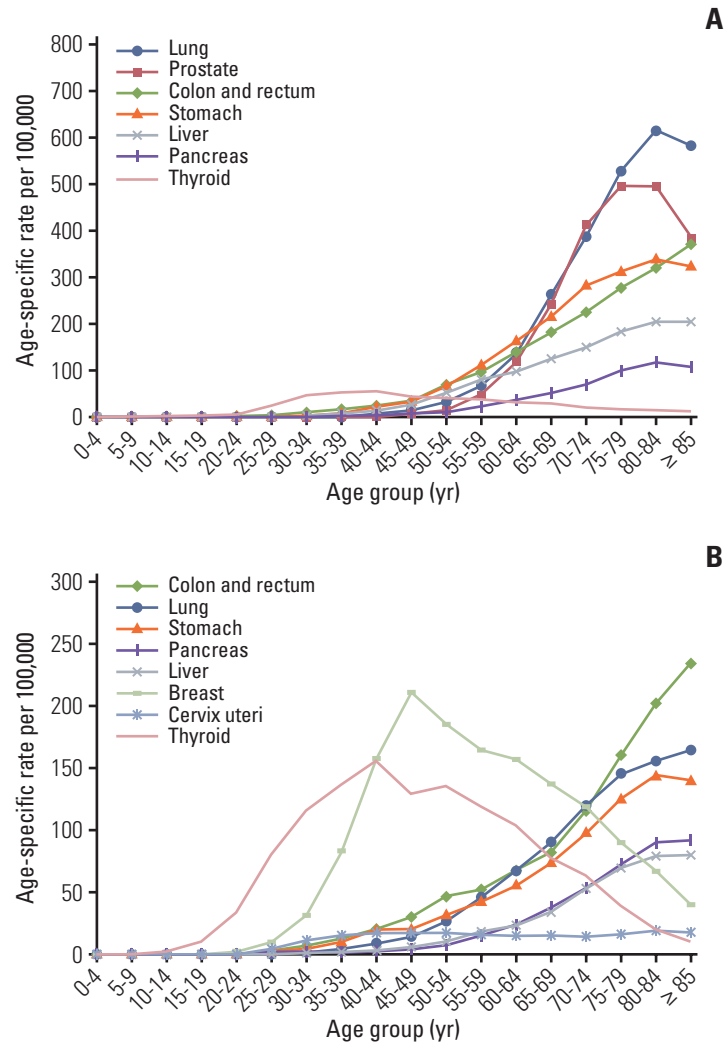 A
800
700
600
500
400
300
200
100
0
Age-specific rate per 100,000
Lung
Prostate
Colon and rectum
Stomach
Liver
Pancreas
Thyroid
0-4
5-9
10-14
15-19
20-24
25-29
30-34
35-39
40-44
45-49
50-54
55-59
60-64
65-69
70-74
75-79
80-84
≥ 85
Age group (yr)
B
300
250
200
150
100
50
0
Age-specific rate per 100,000
Colon and rectum
Lung
Stomach
Pancreas
Liver
Breast
Cervix uteri
Thyroid
0-4
5-9
10-14
15-19
20-24
25-29
30-34
35-39
40-44
45-49
50-54
55-59
60-64
65-69
70-74
75-79
80-84
≥ 85
Age group (yr)